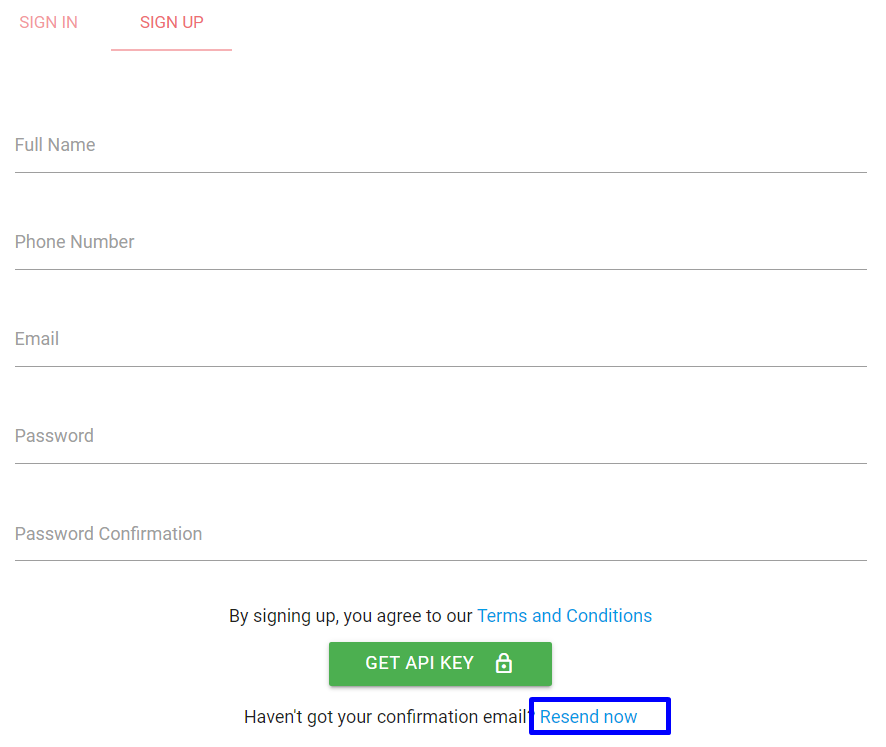 SIGN IN SIGN UP
Full Name
Phone Number
Email
Password
Password Confirmation
By signing up, you agree to our Terms and Conditions
GET API KEY
Haven't got your confirmation email? Resend now